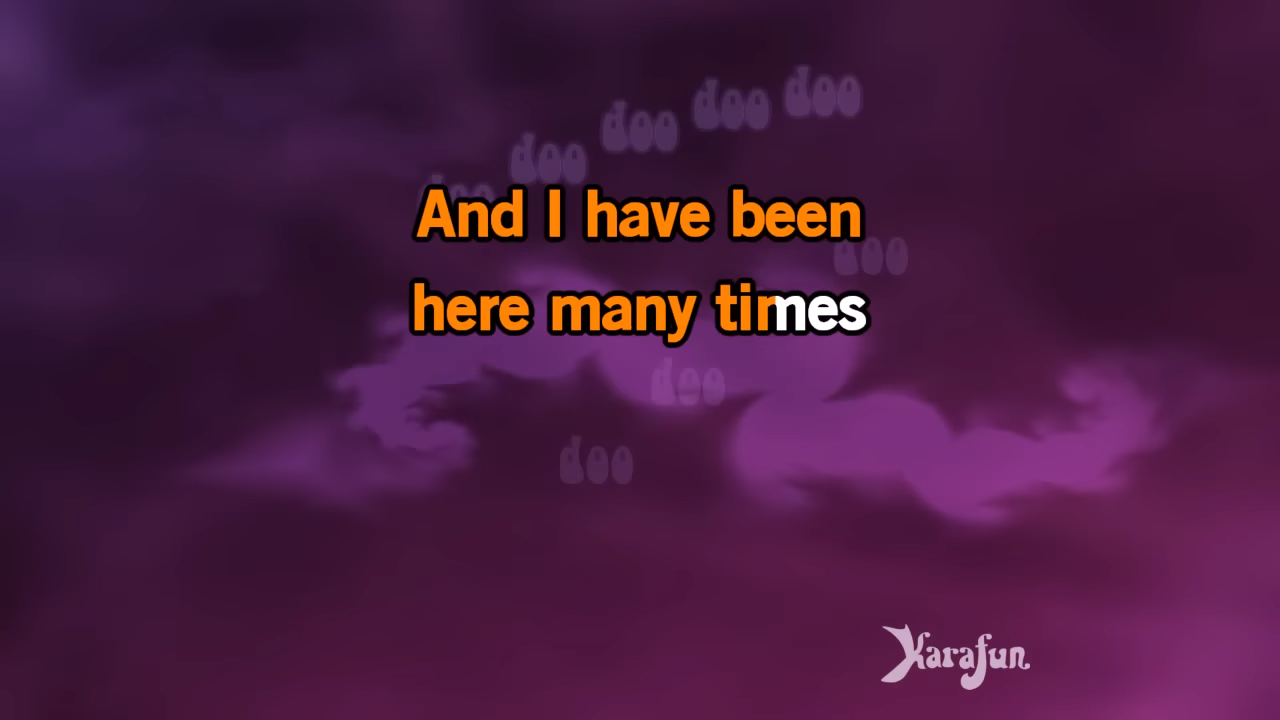 doo doo doo doo doo
And I have been
doo
here many times
doo
doo
Karafun